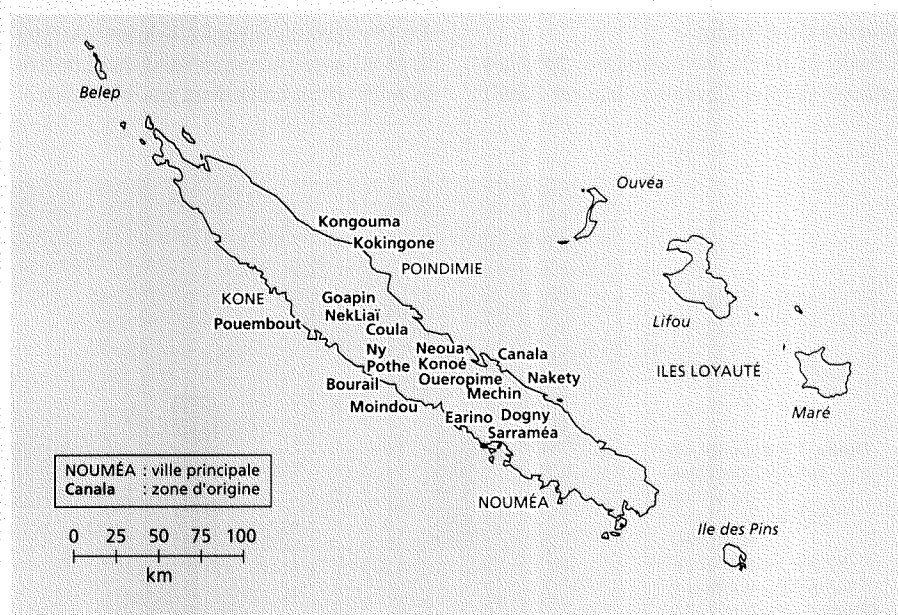 Belep
Ouvéa
Kongouma
Kokingone
POINDIMIE
KONE
Goapin
NekLiaï
Pouembout
Coula
Lifou
Ny
Pothe
Neoua
Konoé
Oueropime
Mechin
Canala
Nakety
ILES LOYAUTÉ
Bourail
Moindou
Earino
Dogny
Sarraméa
Maré
NOUMÉA : ville principale
Canala : zone d'origine
NOUMÉA
Ile des Pins
0 25 50 75 100
km